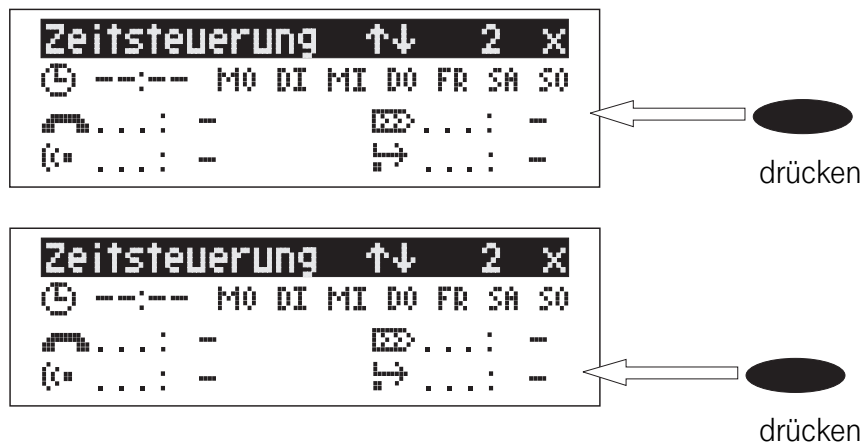 Zeitsteuerung ↑↓ 2 x
--:-- MO DI MI DO FR SA SO
...: - ...: -
...: - ...: -
drücken
Zeitsteuerung ↑↓ 2 x
--:-- MO DI MI DO FR SA SO
...: - ...: -
...: - ...: -
drücken